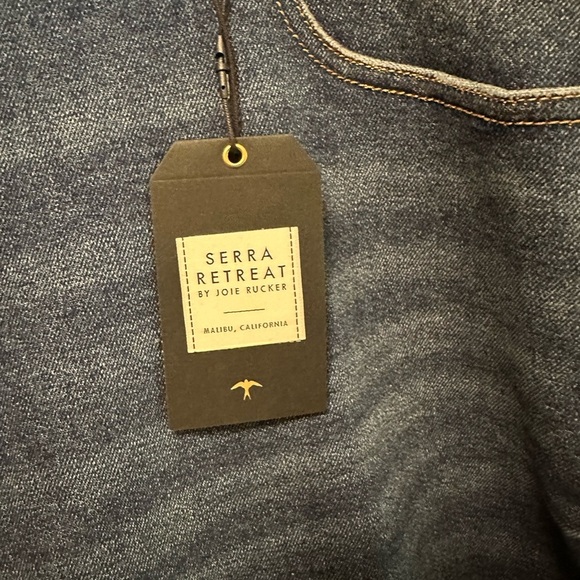 SERRA
RETREAT
BY JOIE RUCKER
MALIBU, CALIFORNIA